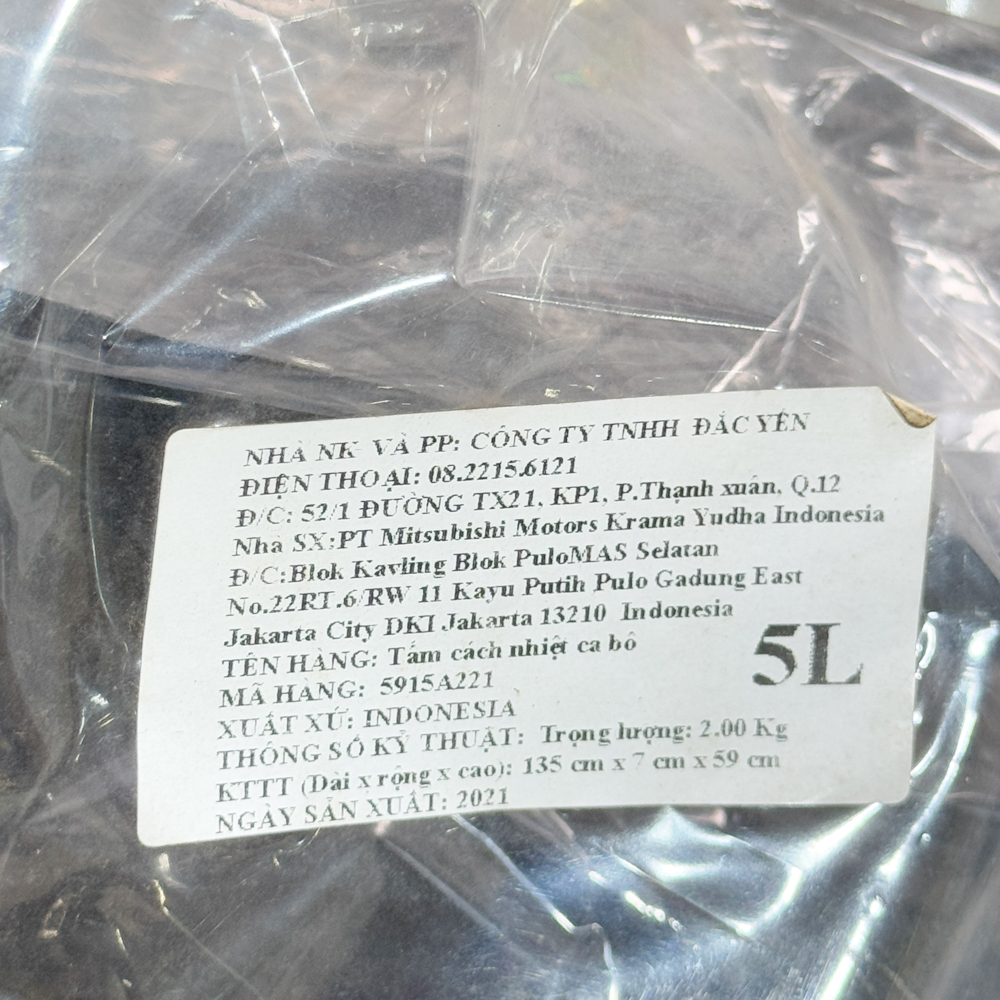 NHÀ NK VÀ PP: CÔNG TY TNHH ĐẮC YÊN
ĐIỆN THOẠI: 08.2215.6121
Đ/C: 52/1 ĐƯỜNG TX21, KP1, P.Thạnh xuân, Q.12
Nhà SX:PT Mitsubishi Motors Krama Yudha Indonesia
Đ/C:Blok Kavling Blok PuloMAS Selatan
No.22RT.6/RW 11 Kayu Putih Pulo Gadung East
Jakarta City DKI Jakarta 13210 Indonesia
TÊN HÀNG: Tấm cách nhiệt ca bô
MÃ HÀNG: 5915A221
5L
XUẤT XỨ: INDONESIA
THÔNG SỐ KỸ THUẬT: Trọng lượng: 2.00 Kg
KTTT (Dài x rộng x cao): 135 cm x 7 cm x 59 cm
NGÀY SẢN XUẤT: 2021